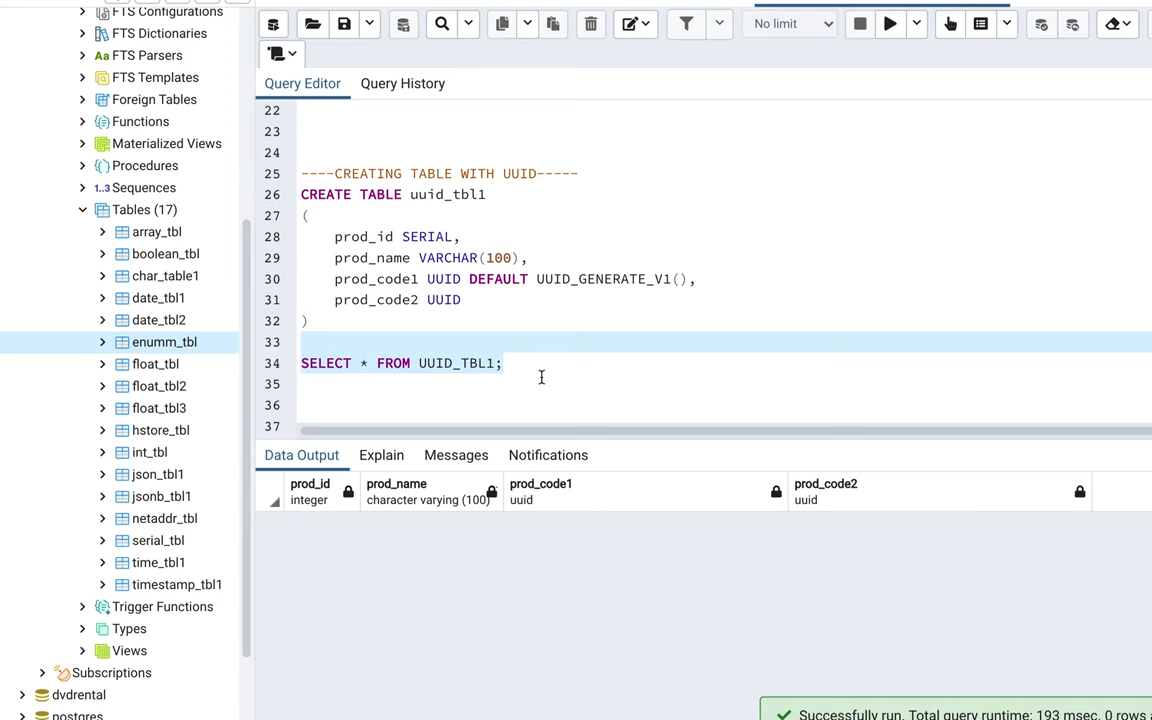 FTS Configurations
FTS Dictionaries
Aa FTS Parsers
FTS Templates
Foreign Tables
Functions
Materialized Views
Procedures
1..3 Sequences
Tables (17)
array_tbl
boolean_tbl
char_table1
date_tbl1
date_tbl2
enumm_tbl
float_tbl
float_tbl2
float_tbl3
hstore_tbl
int_tbl
json_tbl1
jsonb_tbl1
netaddr_tbl
serial_tbl
time_tbl1
timestamp_tbl1
Trigger Functions
Types
Views
Subscriptions
dvdrental
postgres
No limit
Query Editor Query History
22
23
24
25 ----CREATING TABLE WITH UUID-----
26 CREATE TABLE uuid_tbl1
27 (
28 prod_id SERIAL,
29 prod_name VARCHAR(100),
30 prod_code1 UUID DEFAULT UUID_GENERATE_V1(),
31 prod_code2 UUID
32 )
33
34 SELECT * FROM UUID_TBL1;
35
36
37
Data Output Explain Messages Notifications
prod_id prod_name prod_code1 prod_code2
integer character varying (100) uuid uuid
Successfully run. Total query runtime: 193 msec. 0 rows a